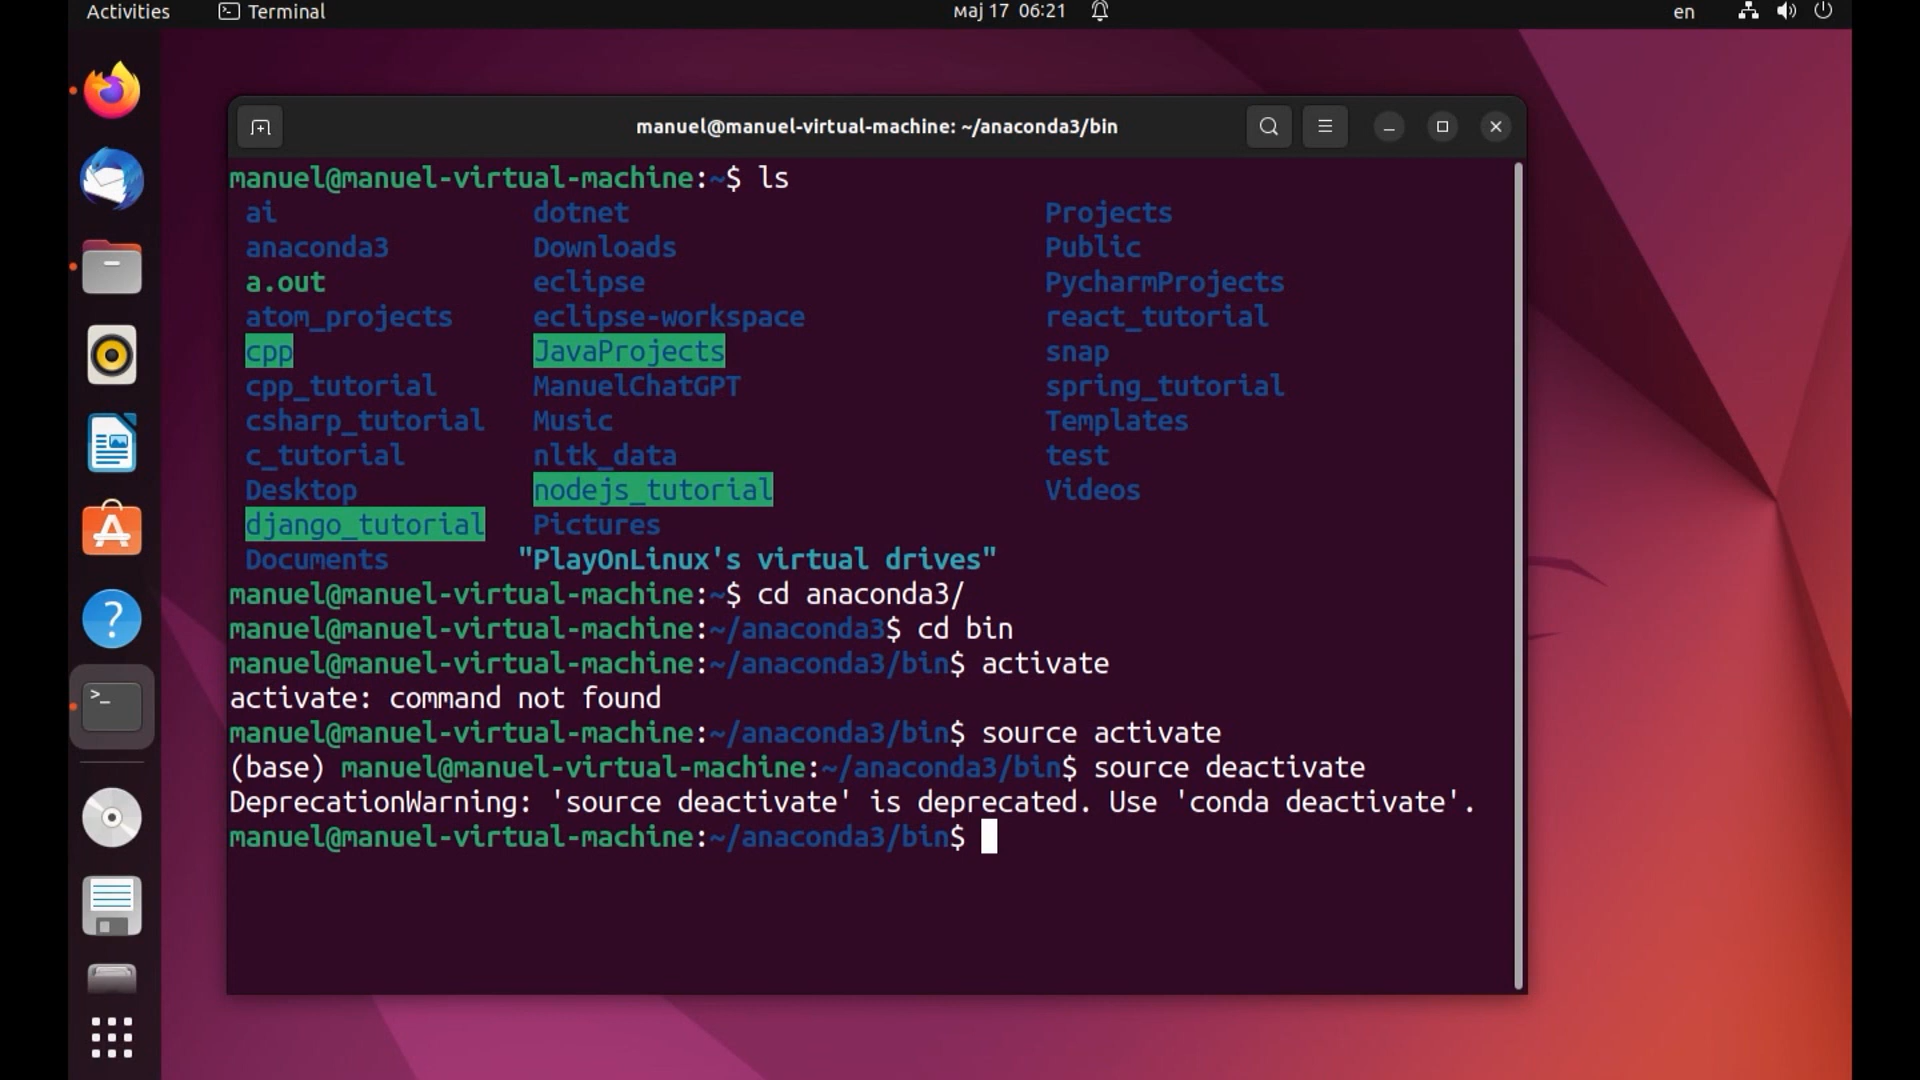 Activities Terminal мај 17 06:21 en
manuel@manuel-virtual-machine: ~/anaconda3/bin
manuel@manuel-virtual-machine:~$ ls
ai dotnet Projects
anaconda3 Downloads Public
a.out eclipse PycharmProjects
atom_projects eclipse-workspace react_tutorial
cpp JavaProjects snap
cpp_tutorial ManuelChatGPT spring_tutorial
csharp_tutorial Music Templates
c_tutorial nltk_data test
Desktop nodejs_tutorial Videos
django_tutorial Pictures
Documents "PlayOnLinux's virtual drives"
manuel@manuel-virtual-machine:~$ cd anaconda3/
manuel@manuel-virtual-machine:~/anaconda3$ cd bin
manuel@manuel-virtual-machine:~/anaconda3/bin$ activate
activate: command not found
manuel@manuel-virtual-machine:~/anaconda3/bin$ source activate
(base) manuel@manuel-virtual-machine:~/anaconda3/bin$ source deactivate
DeprecationWarning: 'source deactivate' is deprecated. Use 'conda deactivate'.
manuel@manuel-virtual-machine:~/anaconda3/bin$